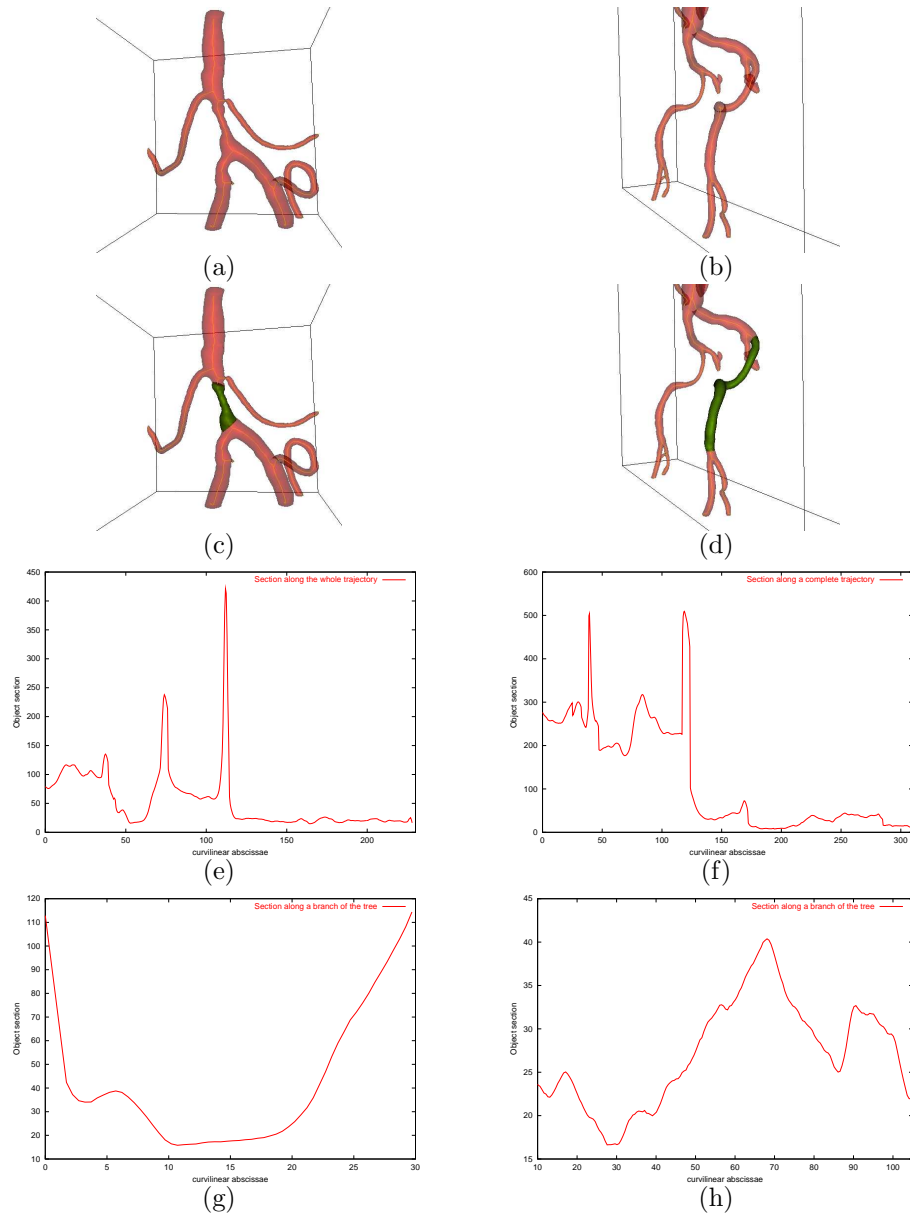 (a) (b)
(c) (d)
Section along the whole trajectory
Object section
450
400
350
300
250
200
150
100
50
0
0 50 100 150 200
curvilinear abscissae
(e)
Section along a complete trajectory
Object section
600
500
400
300
200
100
0
0 50 100 150 200 250 300
curvilinear abscissae
(f)
Section along a branch of the tree
Object section
120
110
100
90
80
70
60
50
40
30
20
10
0 5 10 15 20 25 30
curvilinear abscissae
(g)
Section along a branch of the tree
Object section
45
40
35
30
25
20
15
10 20 30 40 50 60 70 80 90 100
curvilinear abscissae
(h)